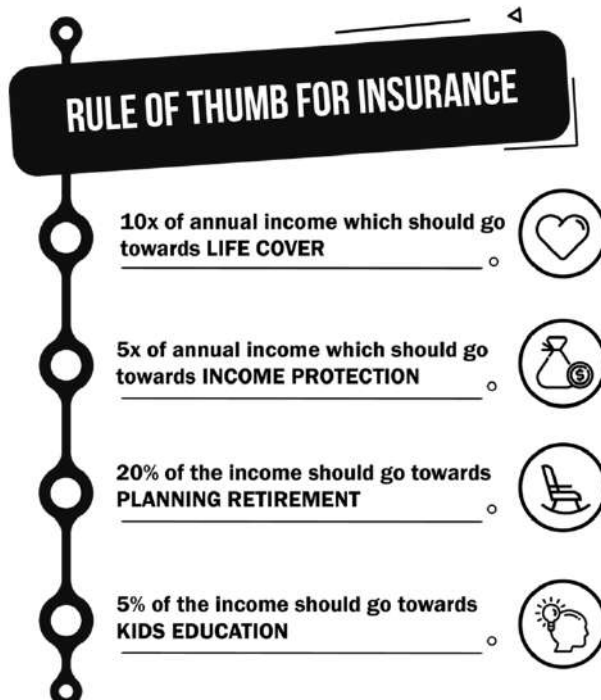 RULE OF THUMB FOR INSURANCE
10x of annual income which should go
towards LIFE COVER
5x of annual income which should go
towards INCOME PROTECTION
20% of the income should go towards
PLANNING RETIREMENT
5% of the income should go towards
KIDS EDUCATION